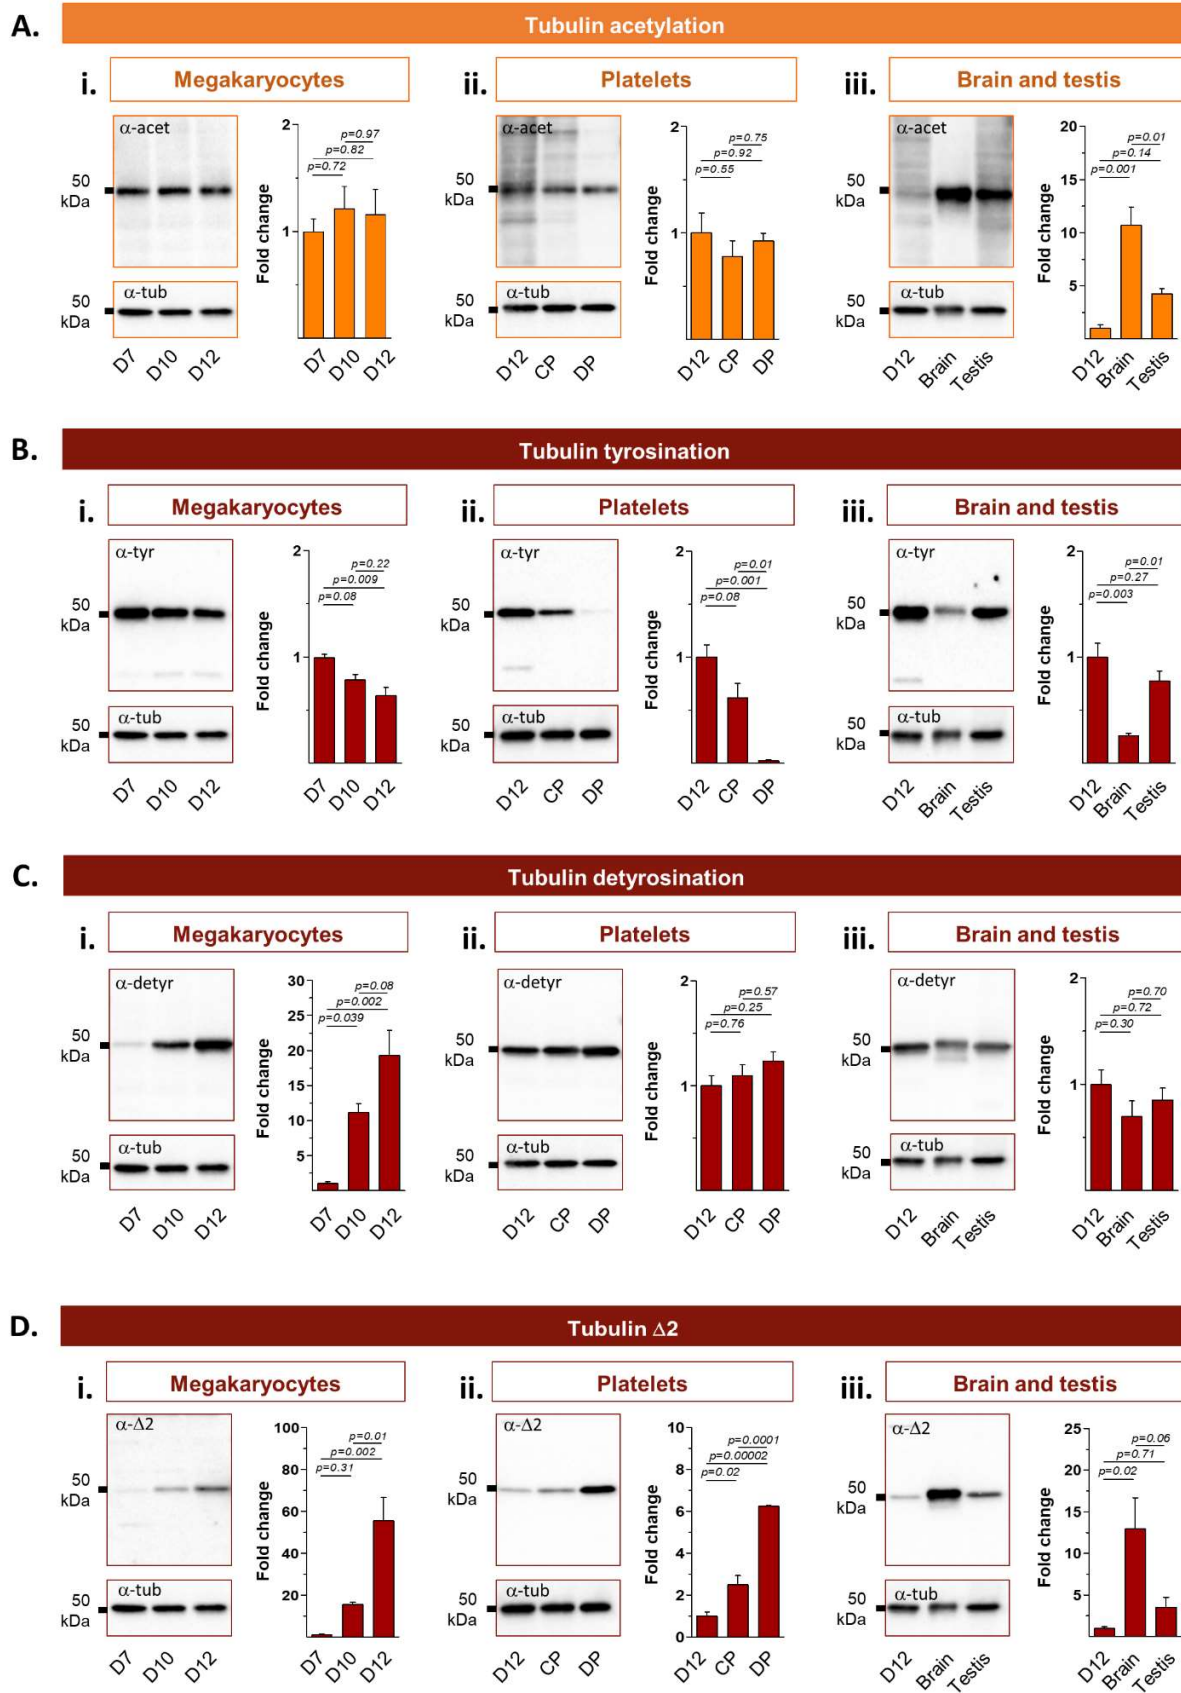 A.
Tubulin acetylation
i.
Megakaryocytes
α-acet
50
kDa
α-tub
50
kDa
D7
D10
D12
Fold change
2
1
p=0.97
p=0.82
p=0.72
D7
D10
D12
ii.
Platelets
α-acet
50
kDa
α-tub
50
kDa
D12
CP
DP
Fold change
2
1
p=0.75
p=0.92
p=0.55
D12
CP
DP
iii.
Brain and testis
α-acet
50
kDa
α-tub
50
kDa
D12
Brain
Testis
Fold change
20
15
10
5
p=0.01
p=0.14
p=0.001
D12
Brain
Testis
B.
Tubulin tyrosination
i.
Megakaryocytes
α-tyr
50
kDa
α-tub
50
kDa
D7
D10
D12
Fold change
2
1
p=0.22
p=0.009
p=0.08
D7
D10
D12
ii.
Platelets
α-tyr
50
kDa
α-tub
50
kDa
D12
CP
DP
Fold change
2
1
p=0.01
p=0.001
p=0.08
D12
CP
DP
iii.
Brain and testis
α-tyr
50
kDa
α-tub
50
kDa
D12
Brain
Testis
Fold change
2
1
p=0.01
p=0.27
p=0.003
D12
Brain
Testis
C.
Tubulin detyrosination
i.
Megakaryocytes
α-detyr
50
kDa
α-tub
50
kDa
D7
D10
D12
Fold change
30
25
20
15
10
5
p=0.08
p=0.002
p=0.039
D7
D10
D12
ii.
Platelets
α-detyr
50
kDa
α-tub
50
kDa
D12
CP
DP
Fold change
2
1
p=0.57
p=0.25
p=0.76
D12
CP
DP
iii.
Brain and testis
α-detyr
50
kDa
α-tub
50
kDa
D12
Brain
Testis
Fold change
2
1
p=0.70
p=0.72
p=0.30
D12
Brain
Testis
D.
Tubulin Δ2
i.
Megakaryocytes
α-Δ2
50
kDa
α-tub
50
kDa
D7
D10
D12
Fold change
100
80
60
40
20
p=0.01
p=0.002
p=0.31
D7
D10
D12
ii.
Platelets
α-Δ2
50
kDa
α-tub
50
kDa
D12
CP
DP
Fold change
10
8
6
4
2
0
p=0.0001
p=0.00002
p=0.02
D12
CP
DP
iii.
Brain and testis
α-Δ2
50
kDa
α-tub
50
kDa
D12
Brain
Testis
Fold change
25
20
15
10
5
p=0.06
p=0.71
p=0.02
D12
Brain
Testis